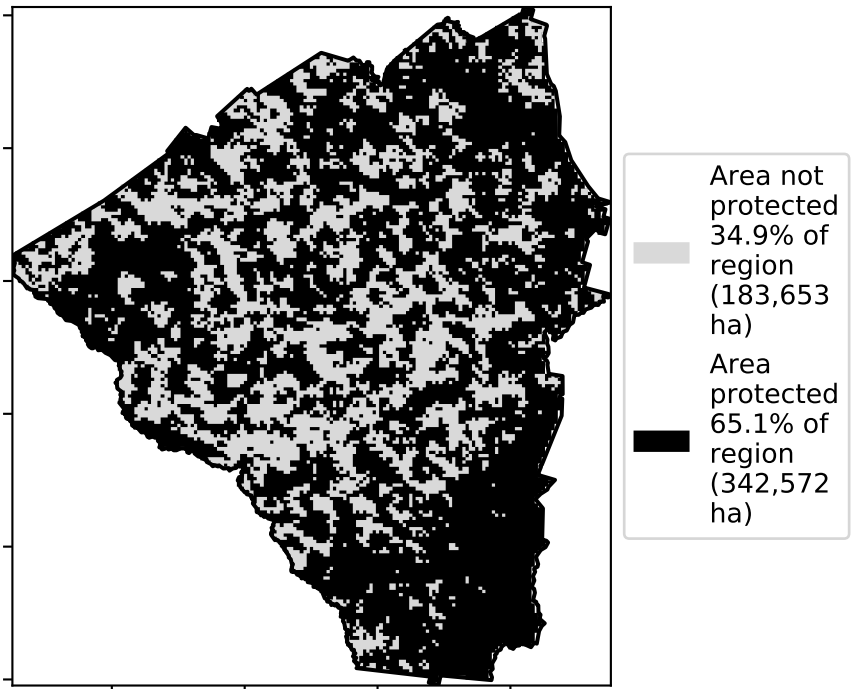 Area not
protected
34.9% of
region
(183,653
ha)
Area
protected
65.1% of
region
(342,572
ha)